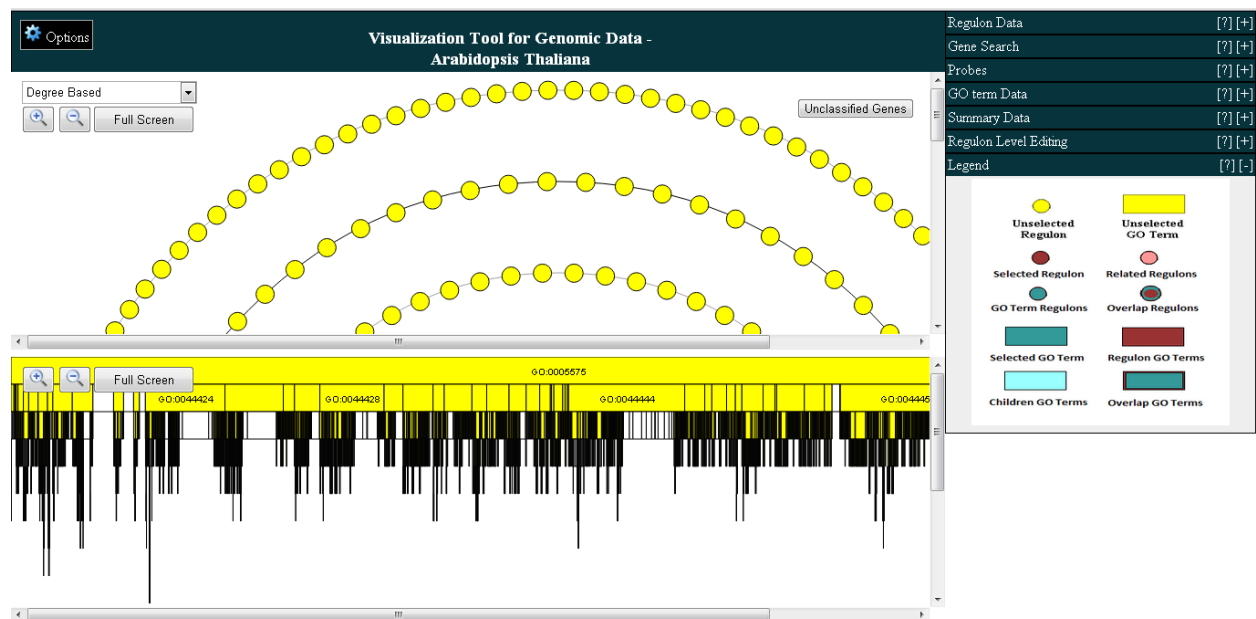 Options
Visualization Tool for Genomic Data -
Arabidopsis Thaliana
Degree Based
Full Screen
Unclassified Genes
Full Screen
GO:0005575
GO:0044424
GO:0044428
GO:0044444
GO:004445
Regulon Data [?] [+]
Gene Search [?] [+]
Probes [?] [+]
GO term Data [?] [+]
Summary Data [?] [+]
Regulon Level Editing [?] [+]
Legend [?] [-]
Unselected Regulon
Unselected GO Term
Selected Regulon
Related Regulons
GO Term Regulons
Overlap Regulons
Selected GO Term
Regulon GO Terms
Children GO Terms
Overlap GO Terms